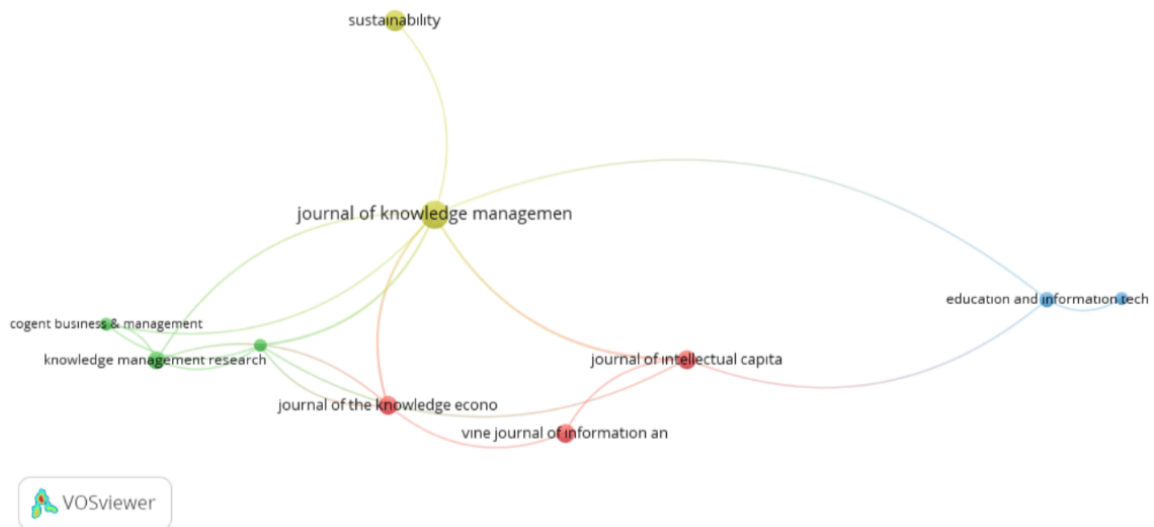 sustainability
journal of knowledge managemen
education and information tech
cogent business & management
knowledge management research
journal of intellectual capita
journal of the knowledge econo
vine journal of information an
VOSviewer